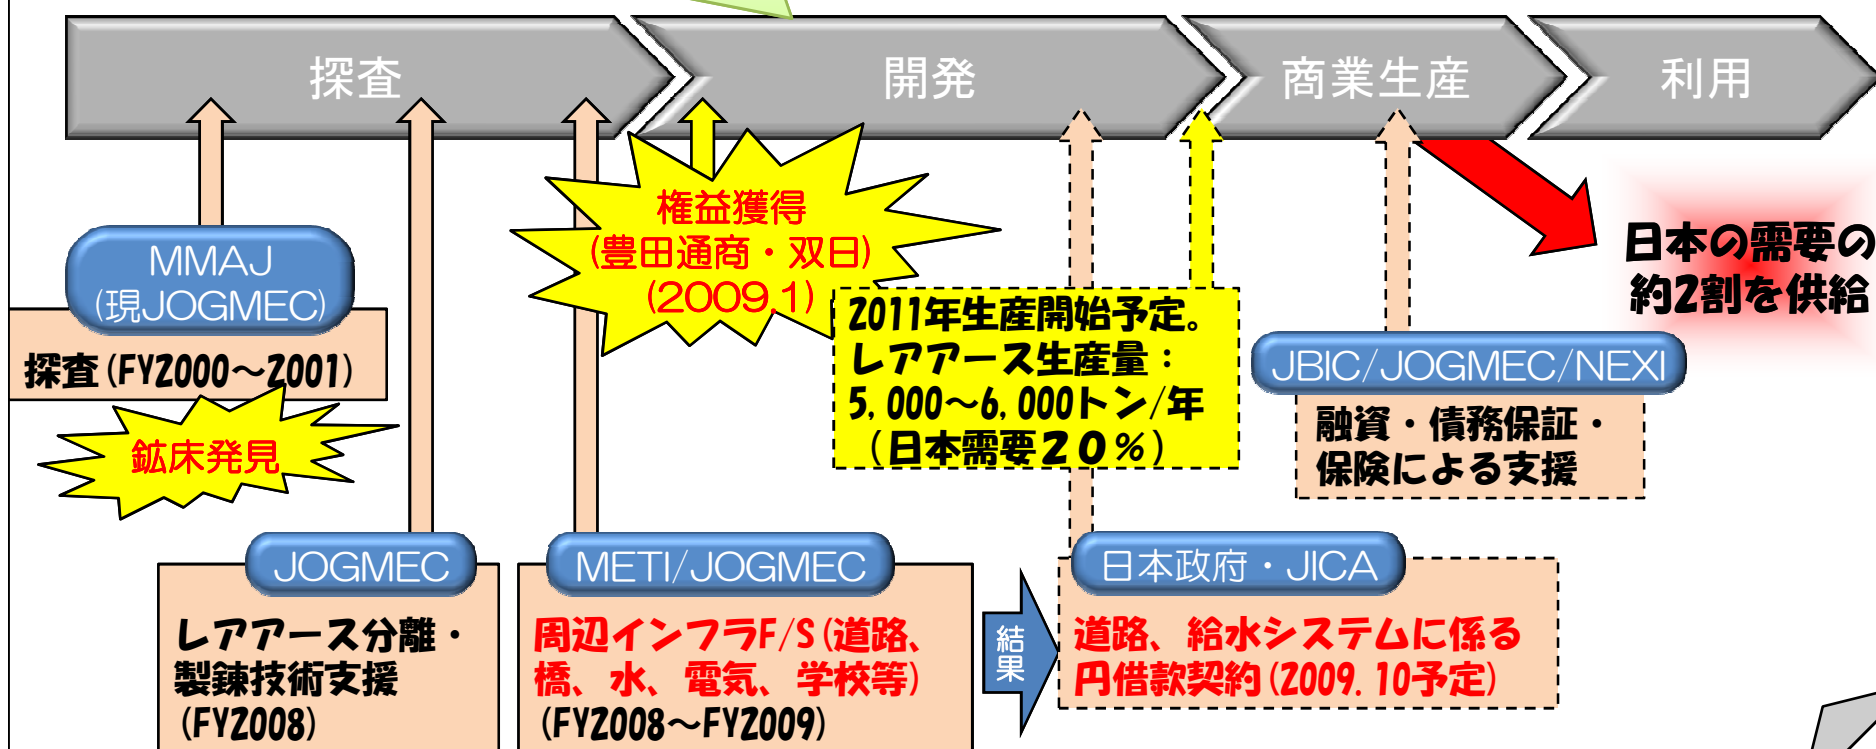 探査
開発
商業生産
利用
権益獲得
(豊田通商・双日)
(2009.1)
MMAJ
(現JOGMEC)
探査(FY2000～2001)
鉱床発見
2011年生産開始予定。
レアアース生産量：
5,000～6,000トン/年
（日本需要２０％）
日本の需要の
約2割を供給
JBIC/JOGMEC/NEXI
融資・債務保証・
保険による支援
JOGMEC
レアアース分離・
製錬技術支援
(FY2008)
METI/JOGMEC
周辺インフラF/S(道路、
橋、水、電気、学校等)
(FY2008～FY2009)
結果
日本政府・JICA
道路、給水システムに係る
円借款契約(2009.10予定)